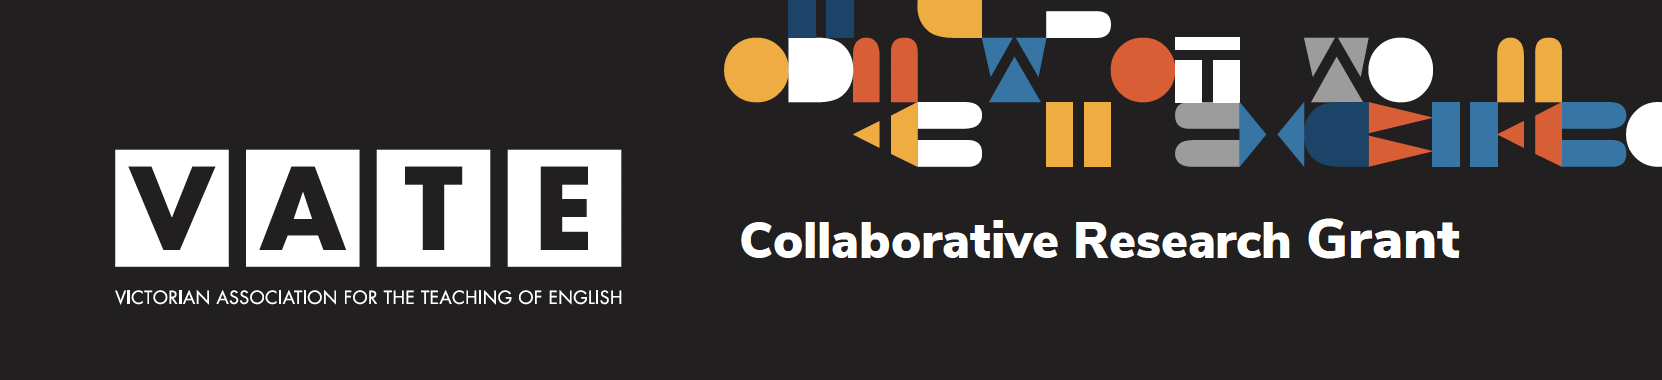 VATE
VICTORIAN ASSOCIATION FOR THE TEACHING OF ENGLISH
Collaborative Research Grant